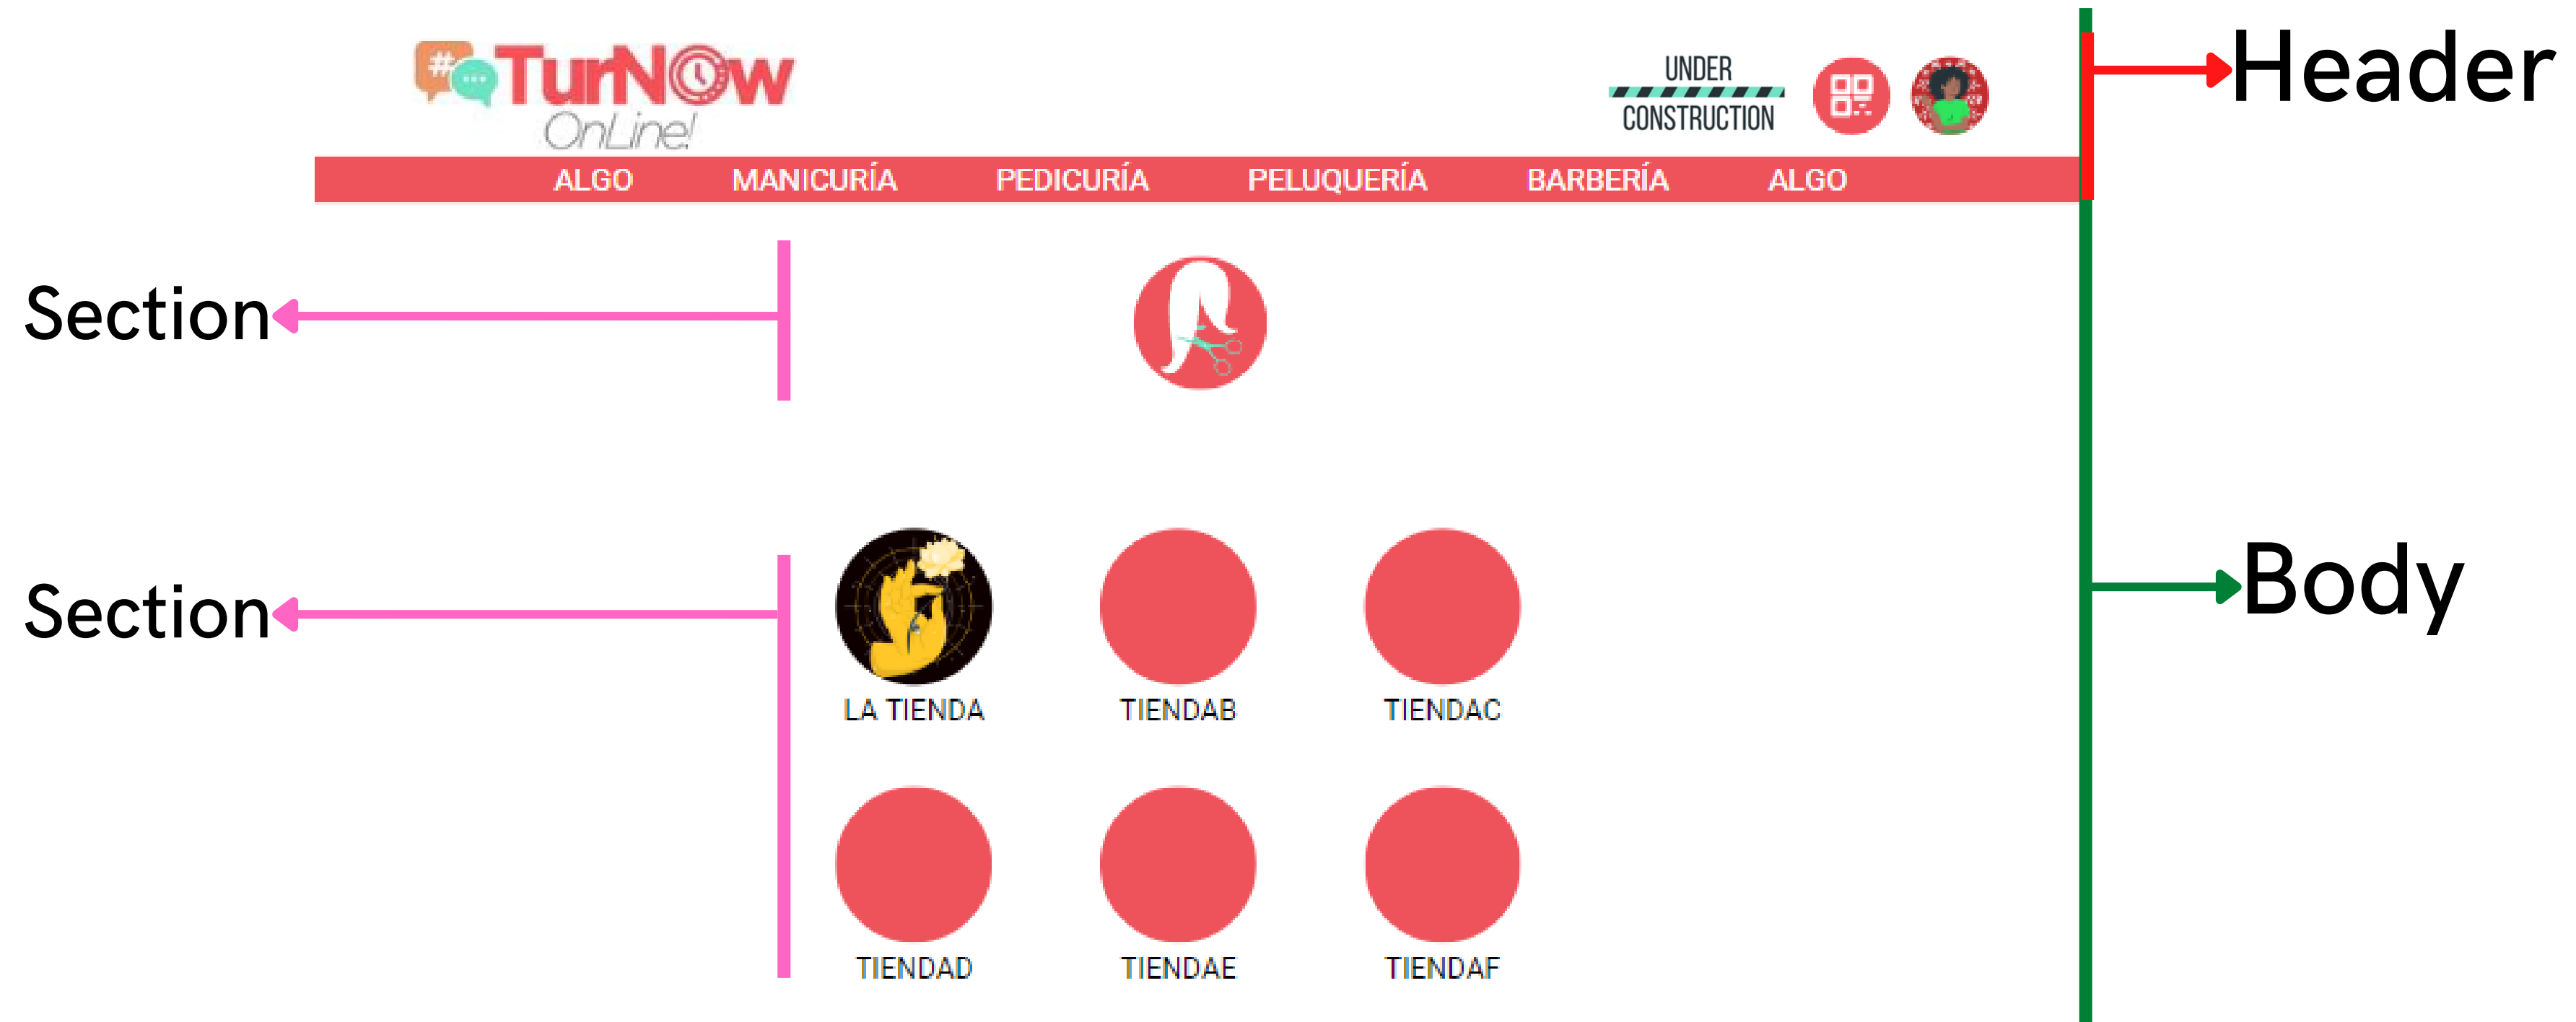 #TurNOw
OnLine!
UNDER
CONSTRUCTION
Header
ALGO MANICURÍA PEDICURÍA PELUQUERÍA BARBERÍA ALGO
Section
Section
Body
LA TIENDA TIENDAB TIENDAC
TIENDAD TIENDAE TIENDAF